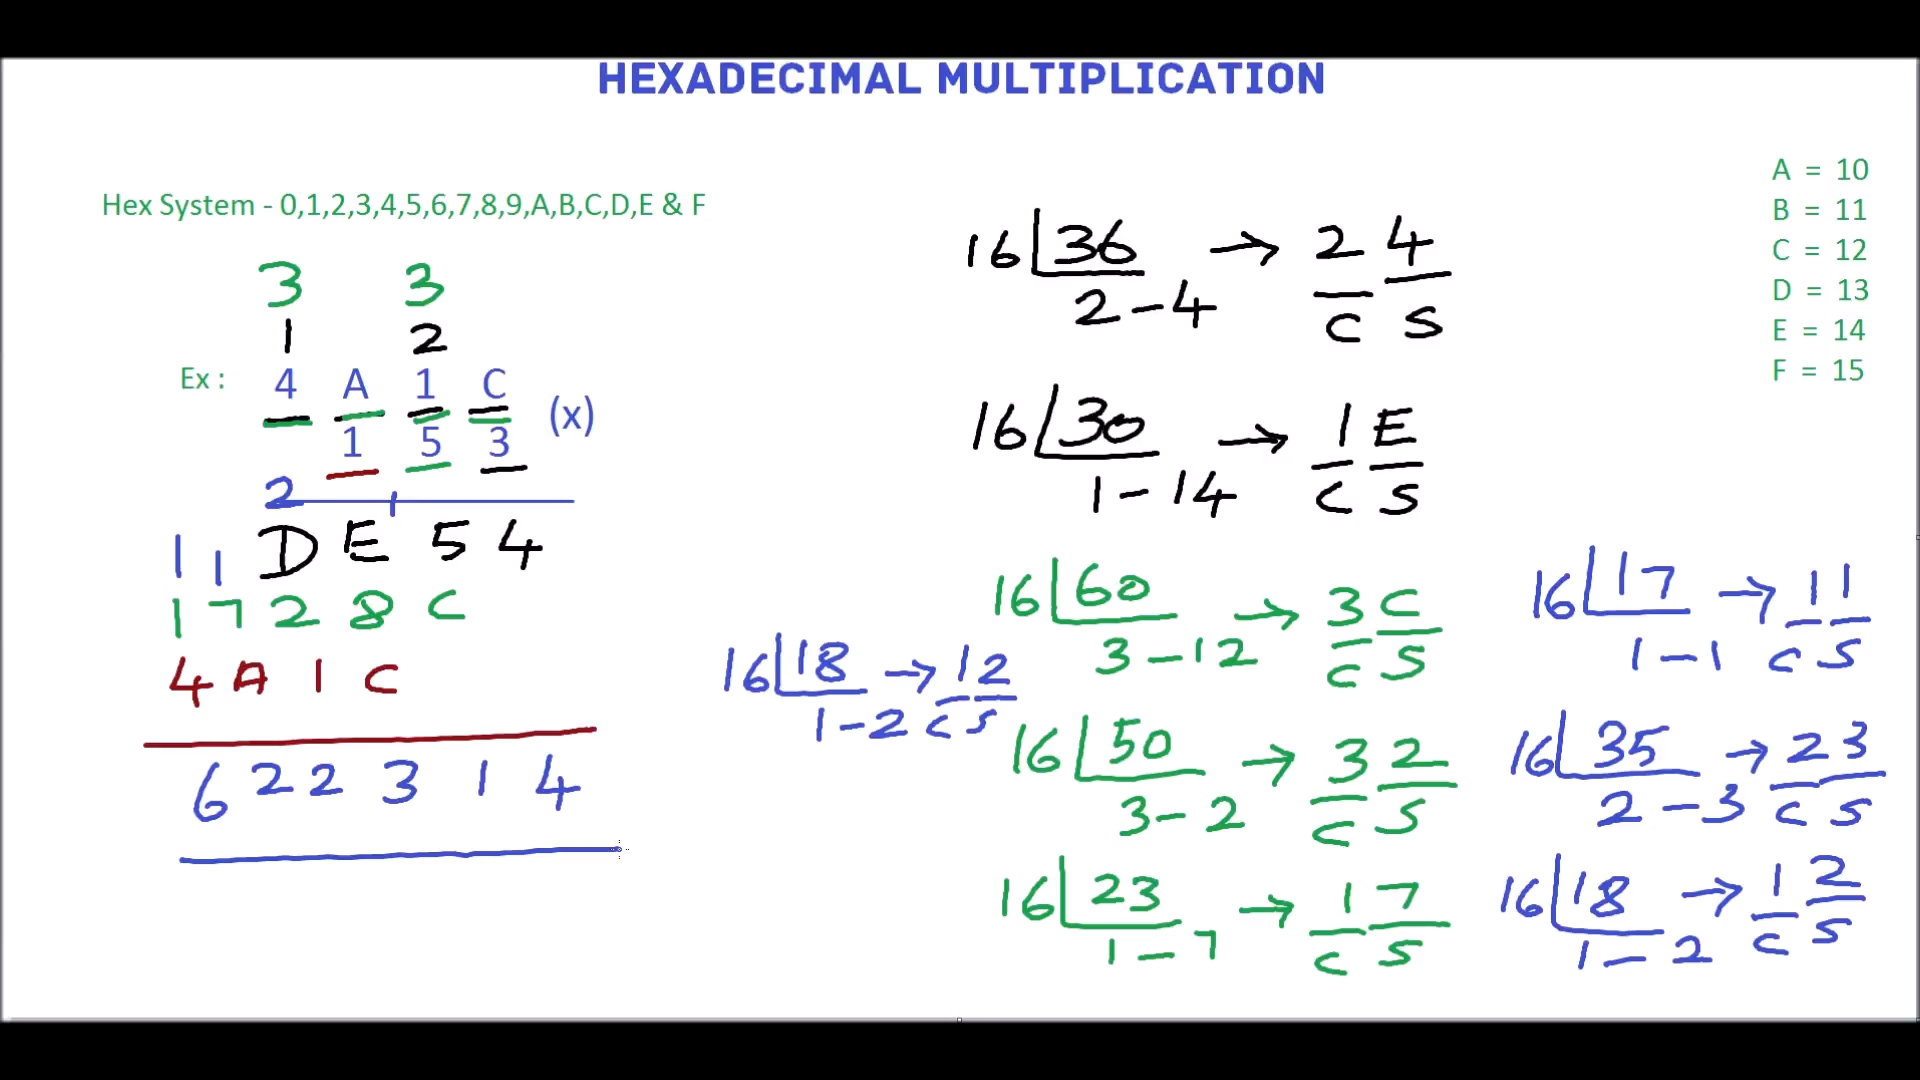 HEXADECIMAL MULTIPLICATION
Hex System - 0,1,2,3,4,5,6,7,8,9,A,B,C,D,E & F
3 3
1 2
Ex : 4 A 1 C
1 5 3 (x)
2 1
1 1 D E 5 4
1 7 2 8 C
4 A 1 C
6 2 2 3 1 4
16 36 → 2 4
2 - 4 C S
16 30 → 1 E
1 - 14 C S
16 60 → 3 C
3 - 12 C S
16 18 → 1 2
1 - 2 C S
16 50 → 3 2
3 - 2 C S
16 23 → 1 7
1 - 7 C S
16 17 → 1 1
1 - 1 C S
16 35 → 2 3
2 - 3 C S
16 18 → 1 2
1 - 2 C S
A = 10
B = 11
C = 12
D = 13
E = 14
F = 15